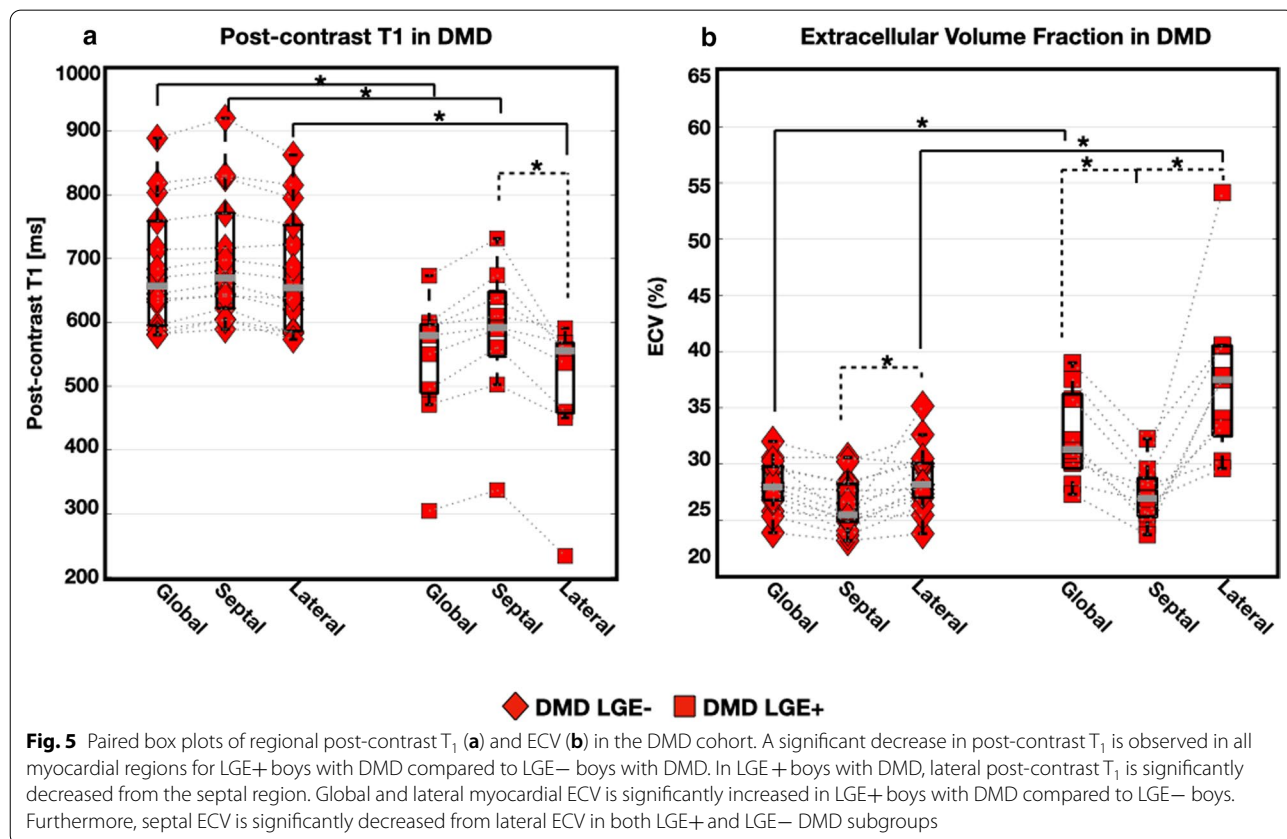 a Post-contrast T1 in DMD
Post-contrast T1 [ms]
1000
900
800
700
600
500
400
300
200
* * * *
Global Septal Lateral Global Septal Lateral
b Extracellular Volume Fraction in DMD
ECV (%)
65
60
55
50
45
40
35
30
25
20
* * * * *
Global Septal Lateral Global Septal Lateral
DMD LGE- DMD LGE+
Fig. 5 Paired box plots of regional post-contrast T1 (a) and ECV (b) in the DMD cohort. A significant decrease in post-contrast T1 is observed in all
myocardial regions for LGE+ boys with DMD compared to LGE− boys with DMD. In LGE+ boys with DMD, lateral post-contrast T1 is significantly
decreased from the septal region. Global and lateral myocardial ECV is significantly increased in LGE+ boys with DMD compared to LGE− boys.
Furthermore, septal ECV is significantly decreased from lateral ECV in both LGE+ and LGE− DMD subgroups